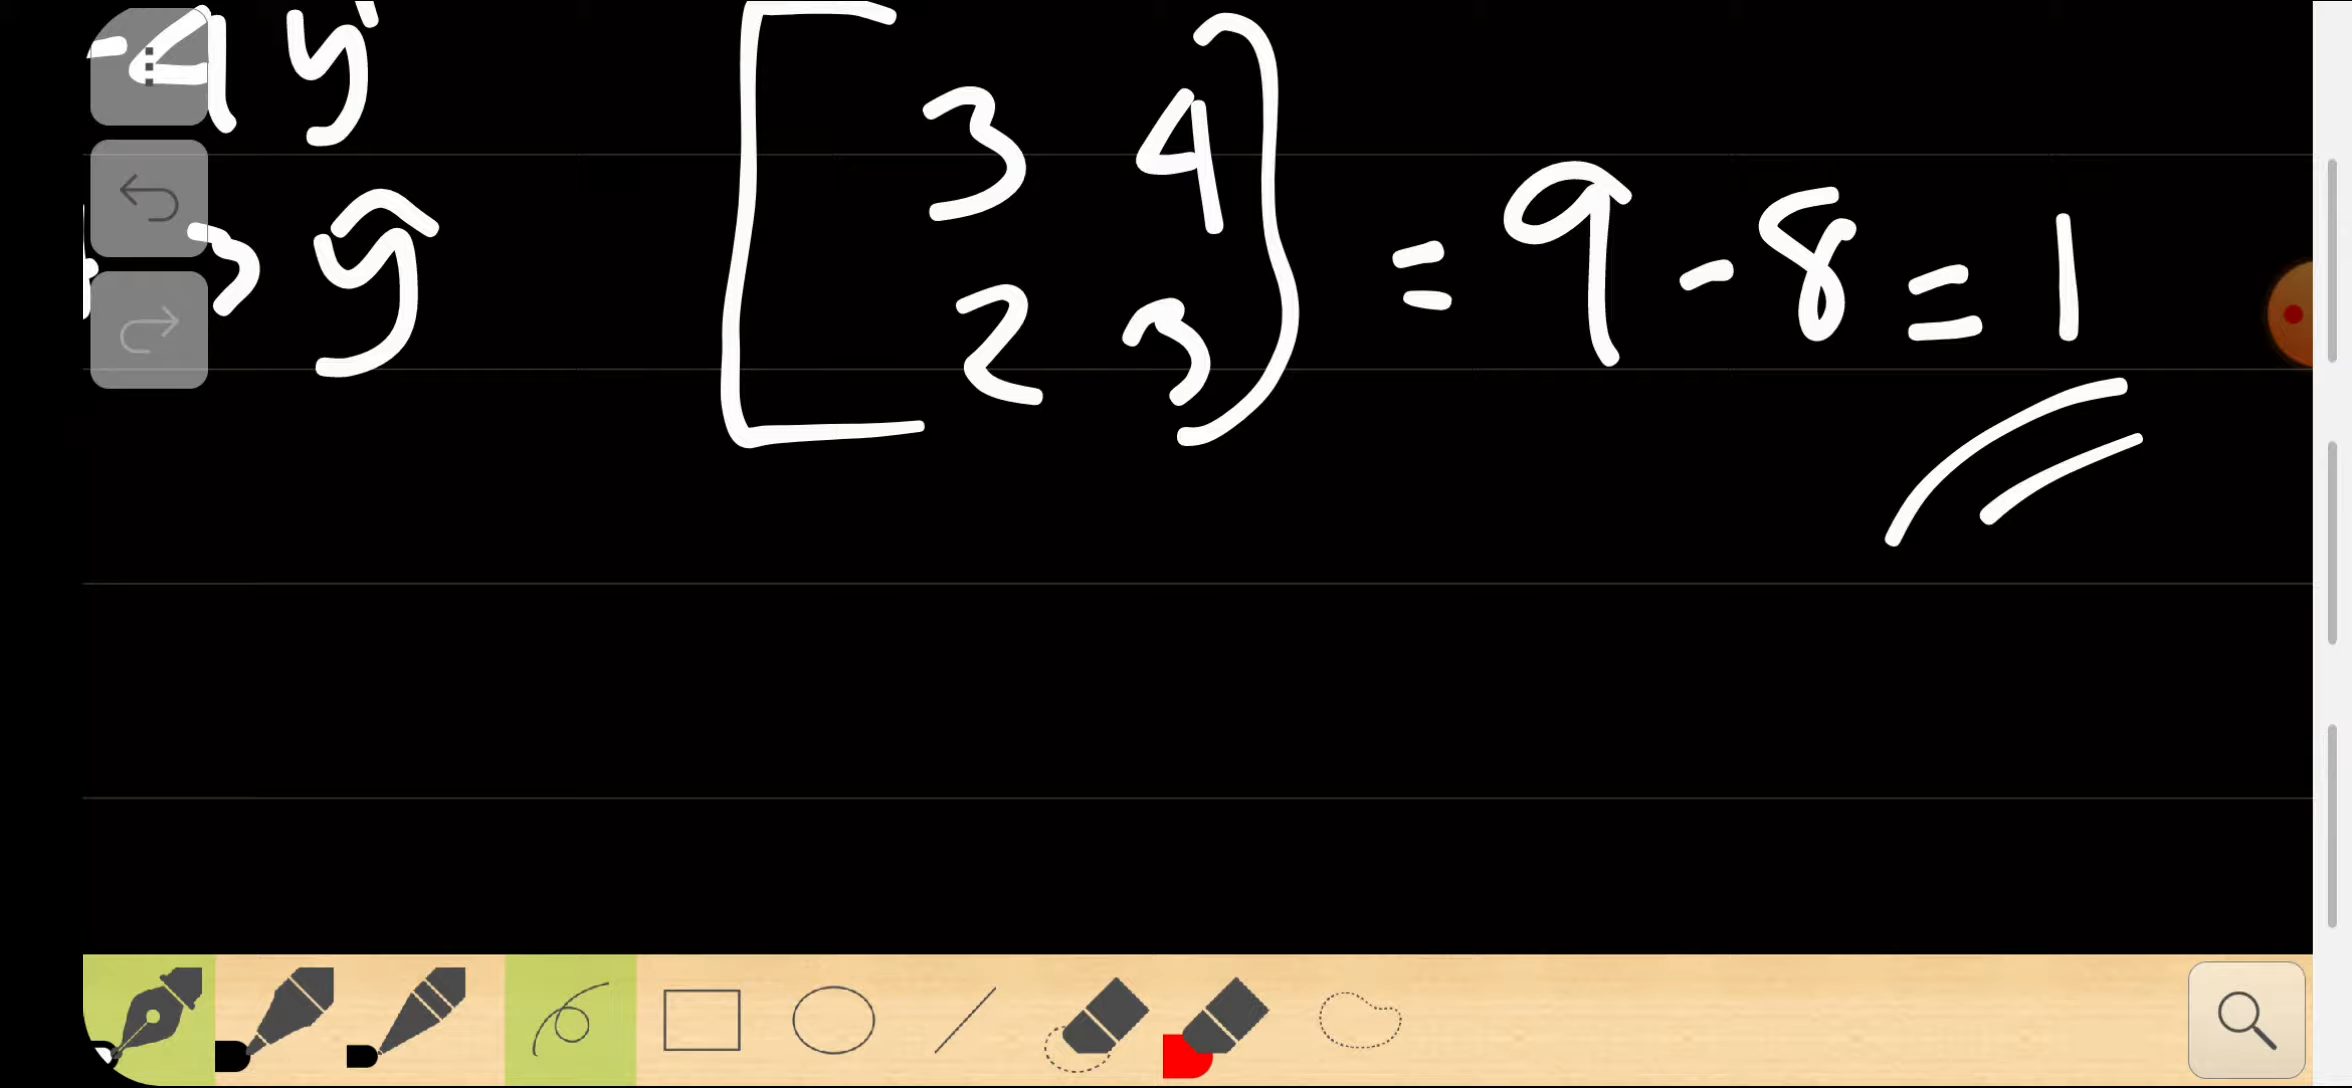 -4y
3 4
= 9 - 8 = 1
y
2 3